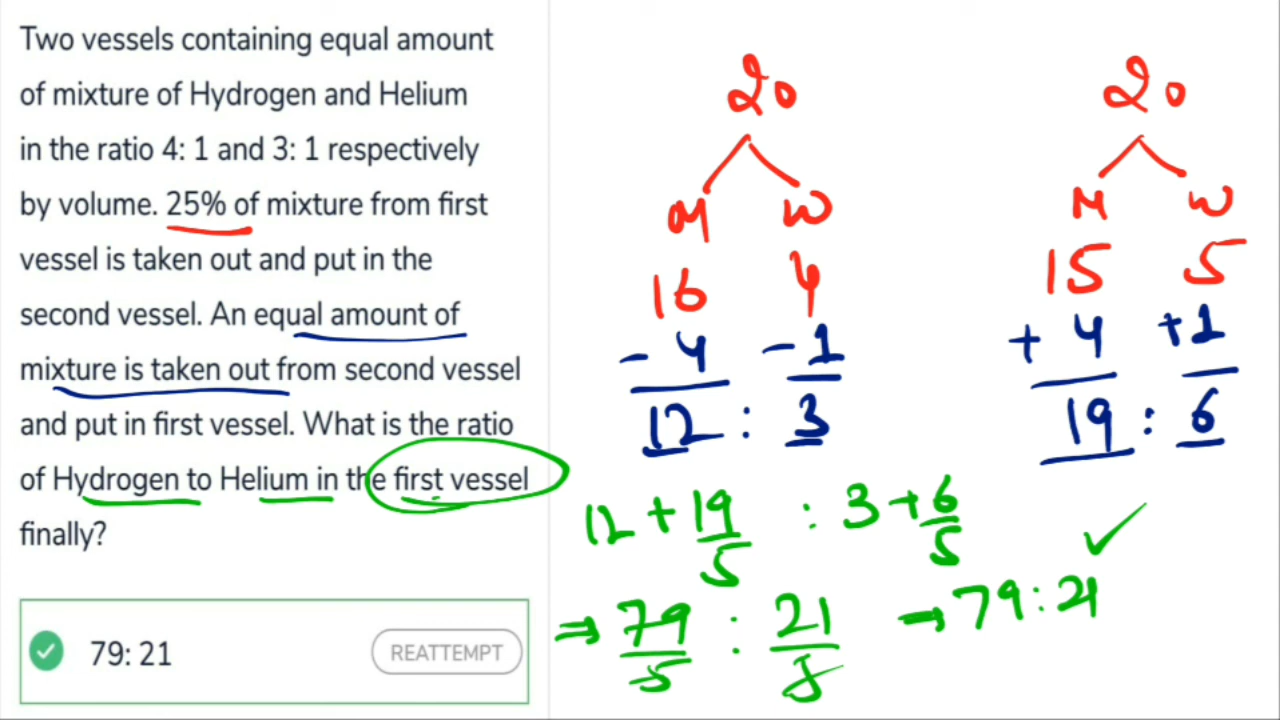 Two vessels containing equal amount
of mixture of Hydrogen and Helium
in the ratio 4: 1 and 3: 1 respectively
by volume. 25% of mixture from first
vessel is taken out and put in the
second vessel. An equal amount of
mixture is taken out from second vessel
and put in first vessel. What is the ratio
of Hydrogen to Helium in the first vessel
finally?
79: 21
REATTEMPT
20
M W
16 4
- 4 - 1
12 : 3
20
M W
15 5
+ 4 +1
19 : 6
12 + 19/5 : 3 + 6/5
⇒ 79/5 : 21/5 → 79:21